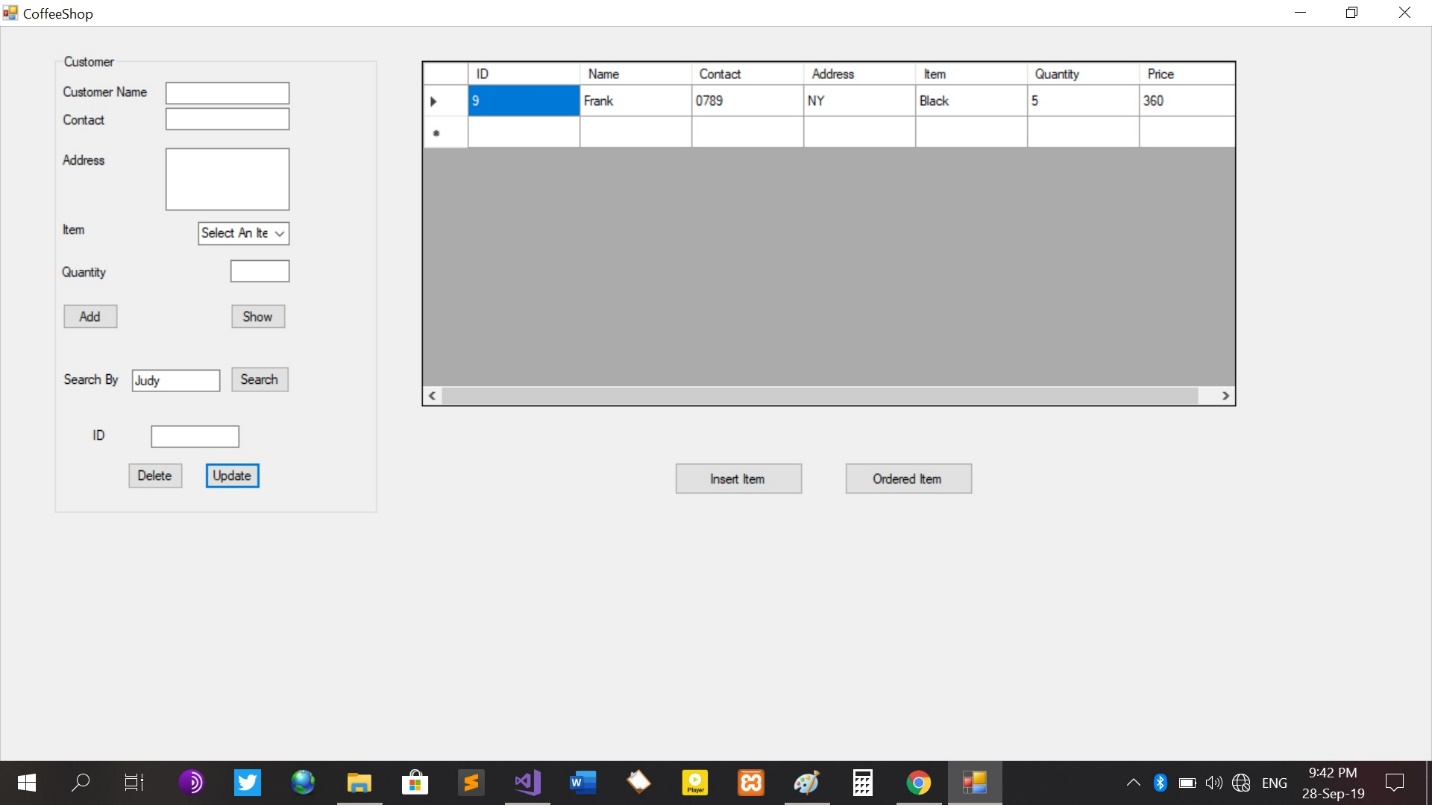 CoffeeShop
Customer
Customer Name
Contact
Address
Item
Select An Ite
Quantity
Add Show
Search By Judy Search
ID
Delete Update
ID Name Contact Address Item Quantity Price
9 Frank 0789 NY Black 5 360
Insert Item Ordered Item
Player
ENG
9:42 PM
28-Sep-19